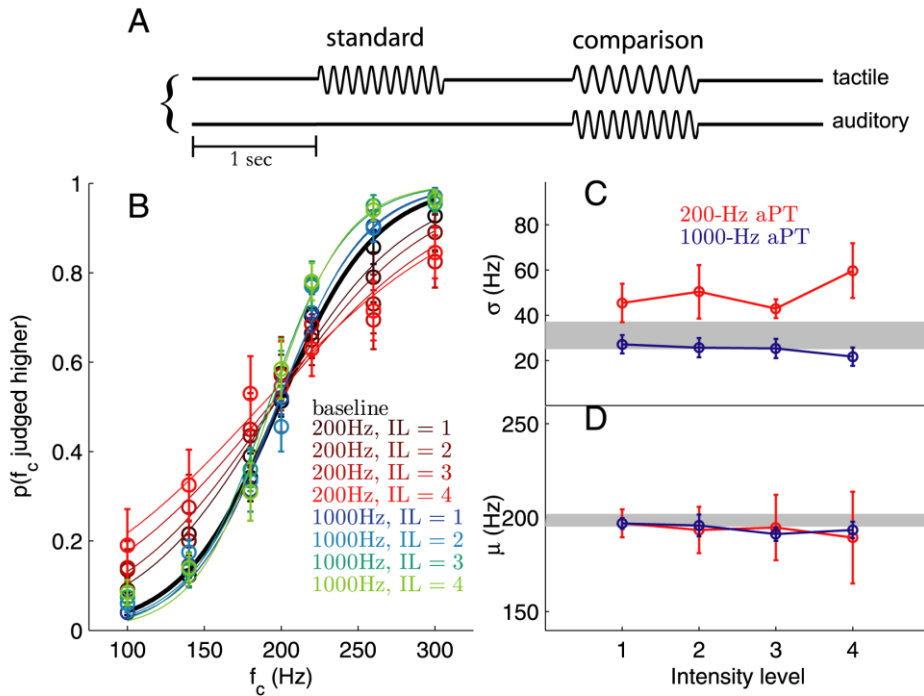 A
standard
comparison
tactile
auditory
1 sec
B
p(f_c judged higher)
1
0.8
0.6
0.4
0.2
0
100
150
200
250
300
f_c (Hz)
baseline
200Hz, IL = 1
200Hz, IL = 2
200Hz, IL = 3
200Hz, IL = 4
1000Hz, IL = 1
1000Hz, IL = 2
1000Hz, IL = 3
1000Hz, IL = 4
C
200-Hz aPT
1000-Hz aPT
σ (Hz)
80
60
40
20
D
μ (Hz)
250
200
150
1
2
3
4
Intensity level